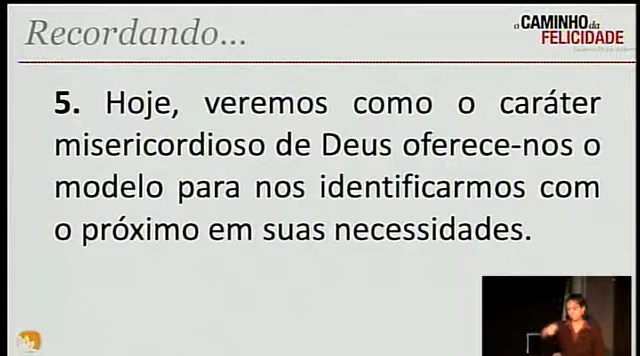 Recordando...
o CAMINHO da
FELICIDADE
5. Hoje, veremos como o caráter
misericordioso de Deus oferece-nos o
modelo para nos identificarmos com
o próximo em suas necessidades.